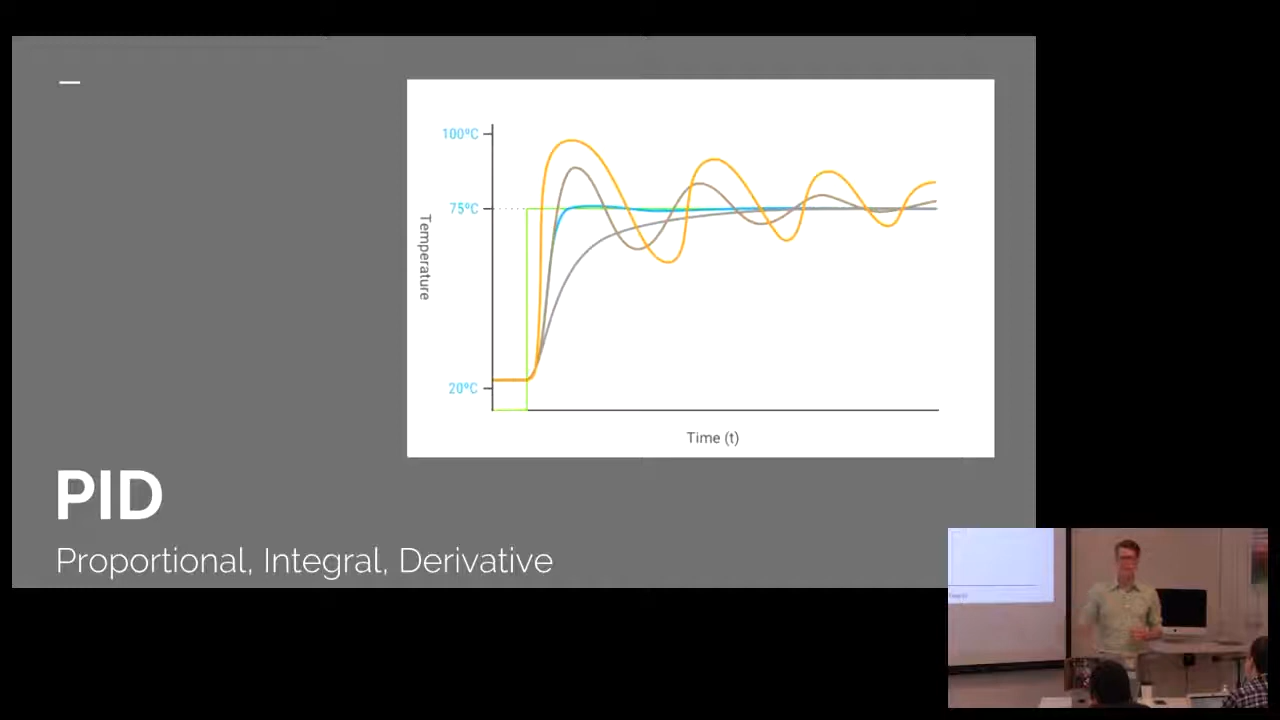 100ºC
75ºC
Temperature
20ºC
Time (t)
PID
Proportional, Integral, Derivative